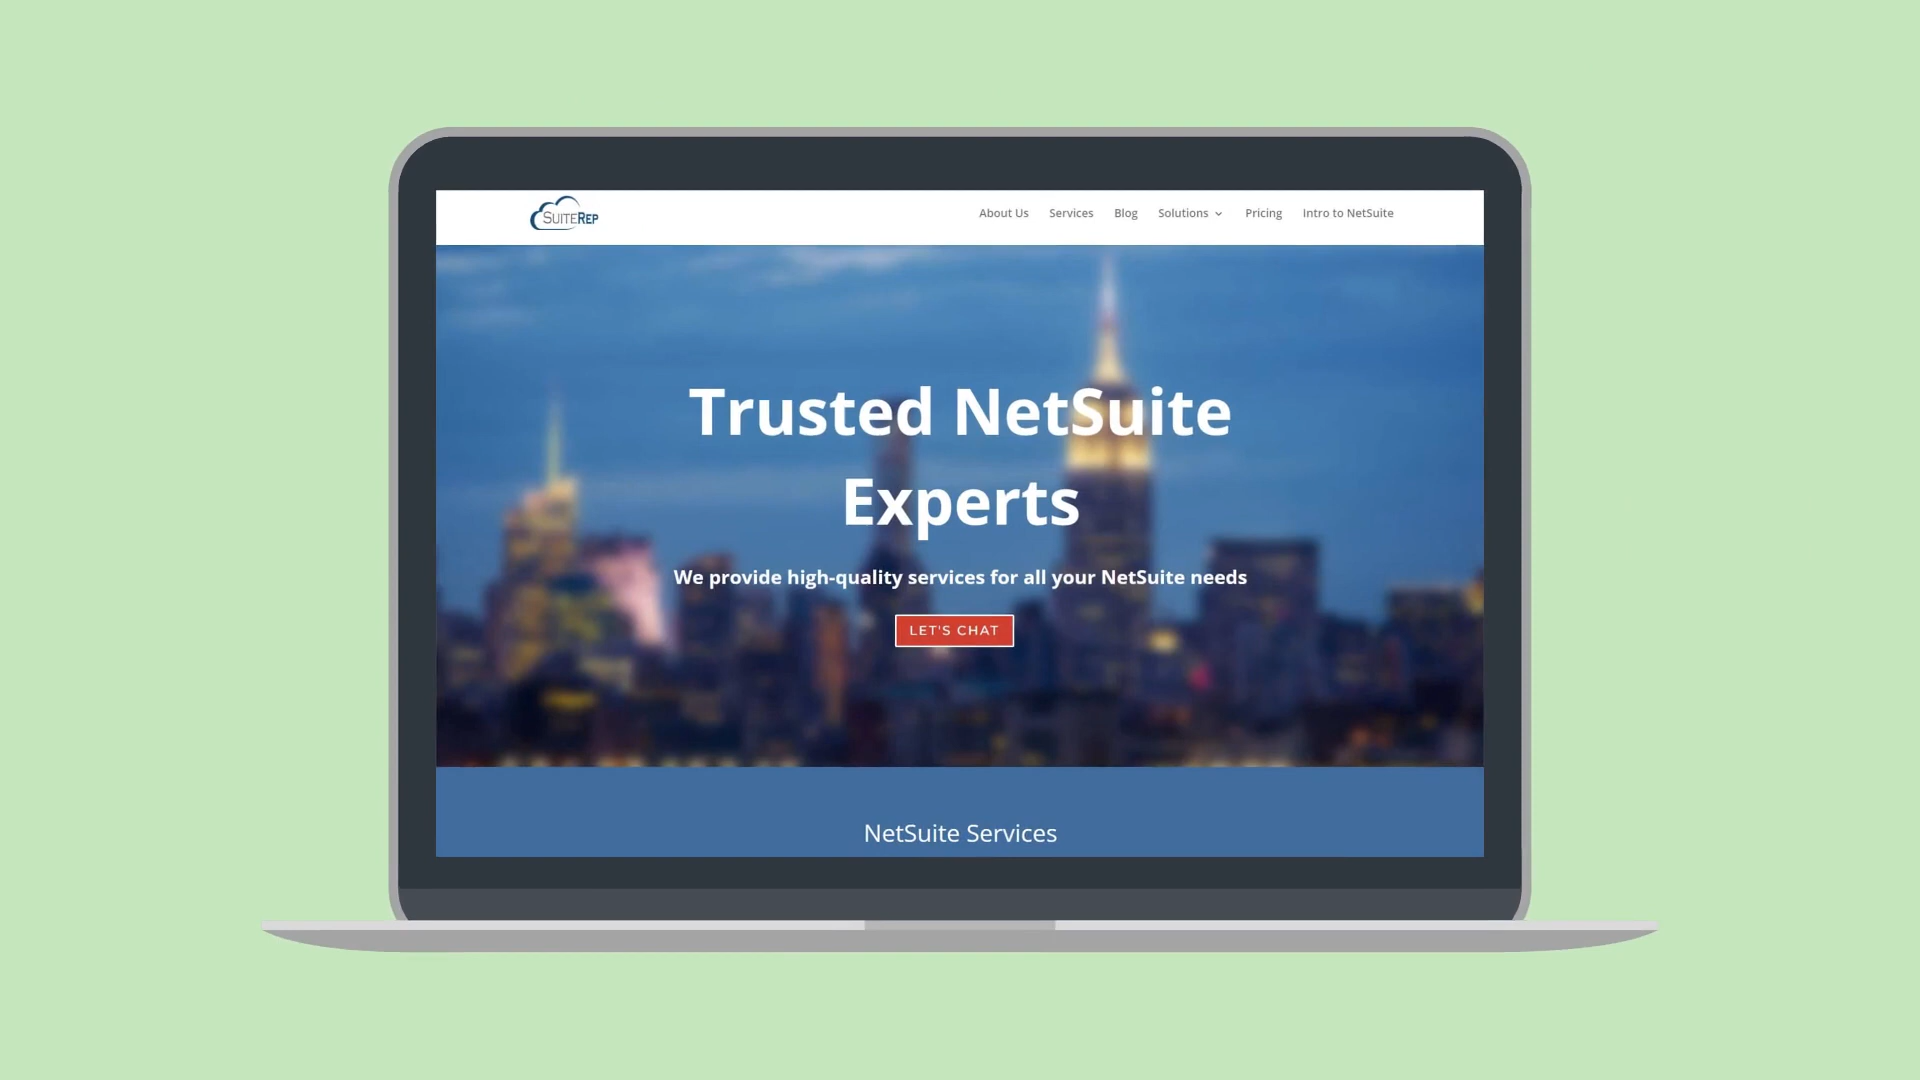 SUITEREP
About Us Services Blog Solutions Pricing Intro to NetSuite
Trusted NetSuite
Experts
We provide high-quality services for all your NetSuite needs
LET'S CHAT
NetSuite Services